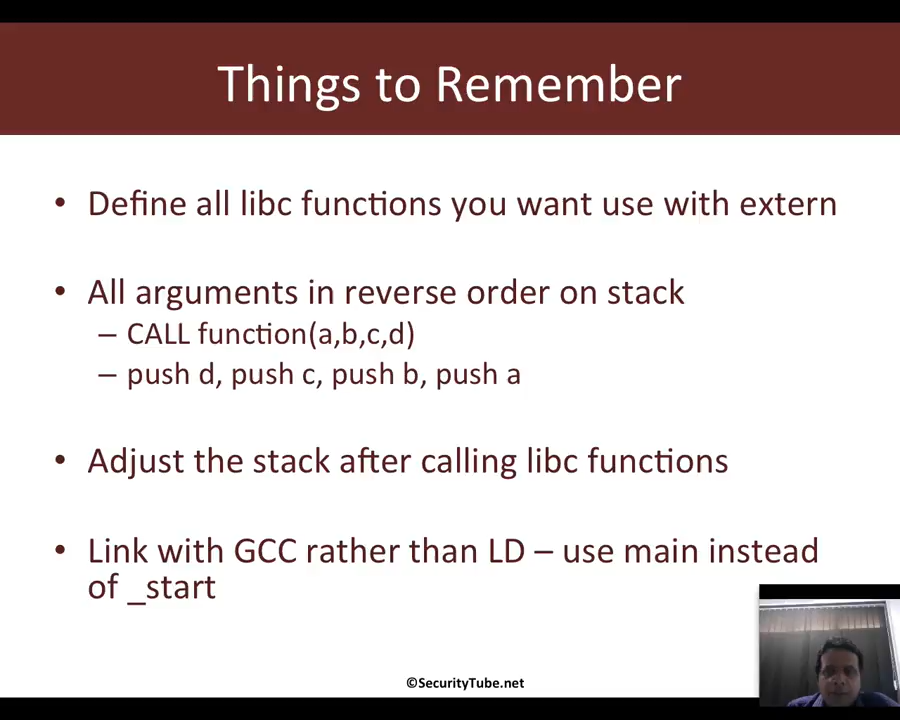 Things to Remember
• Define all libc functions you want use with extern
• All arguments in reverse order on stack
– CALL function(a,b,c,d)
– push d, push c, push b, push a
• Adjust the stack after calling libc functions
• Link with GCC rather than LD – use main instead
of _start
©SecurityTube.net